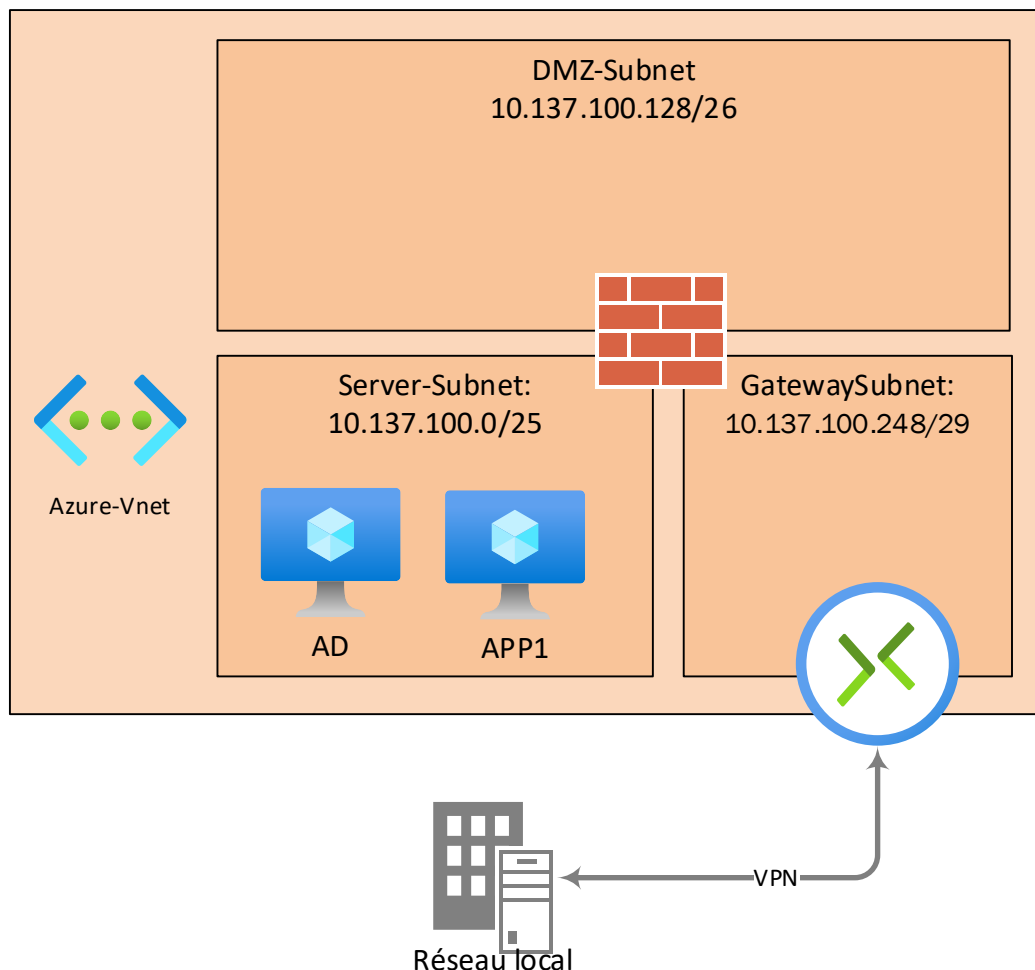 DMZ-Subnet
10.137.100.128/26
Server-Subnet:
10.137.100.0/25
GatewaySubnet:
10.137.100.248/29
Azure-Vnet
AD
APP1
VPN
Réseau local